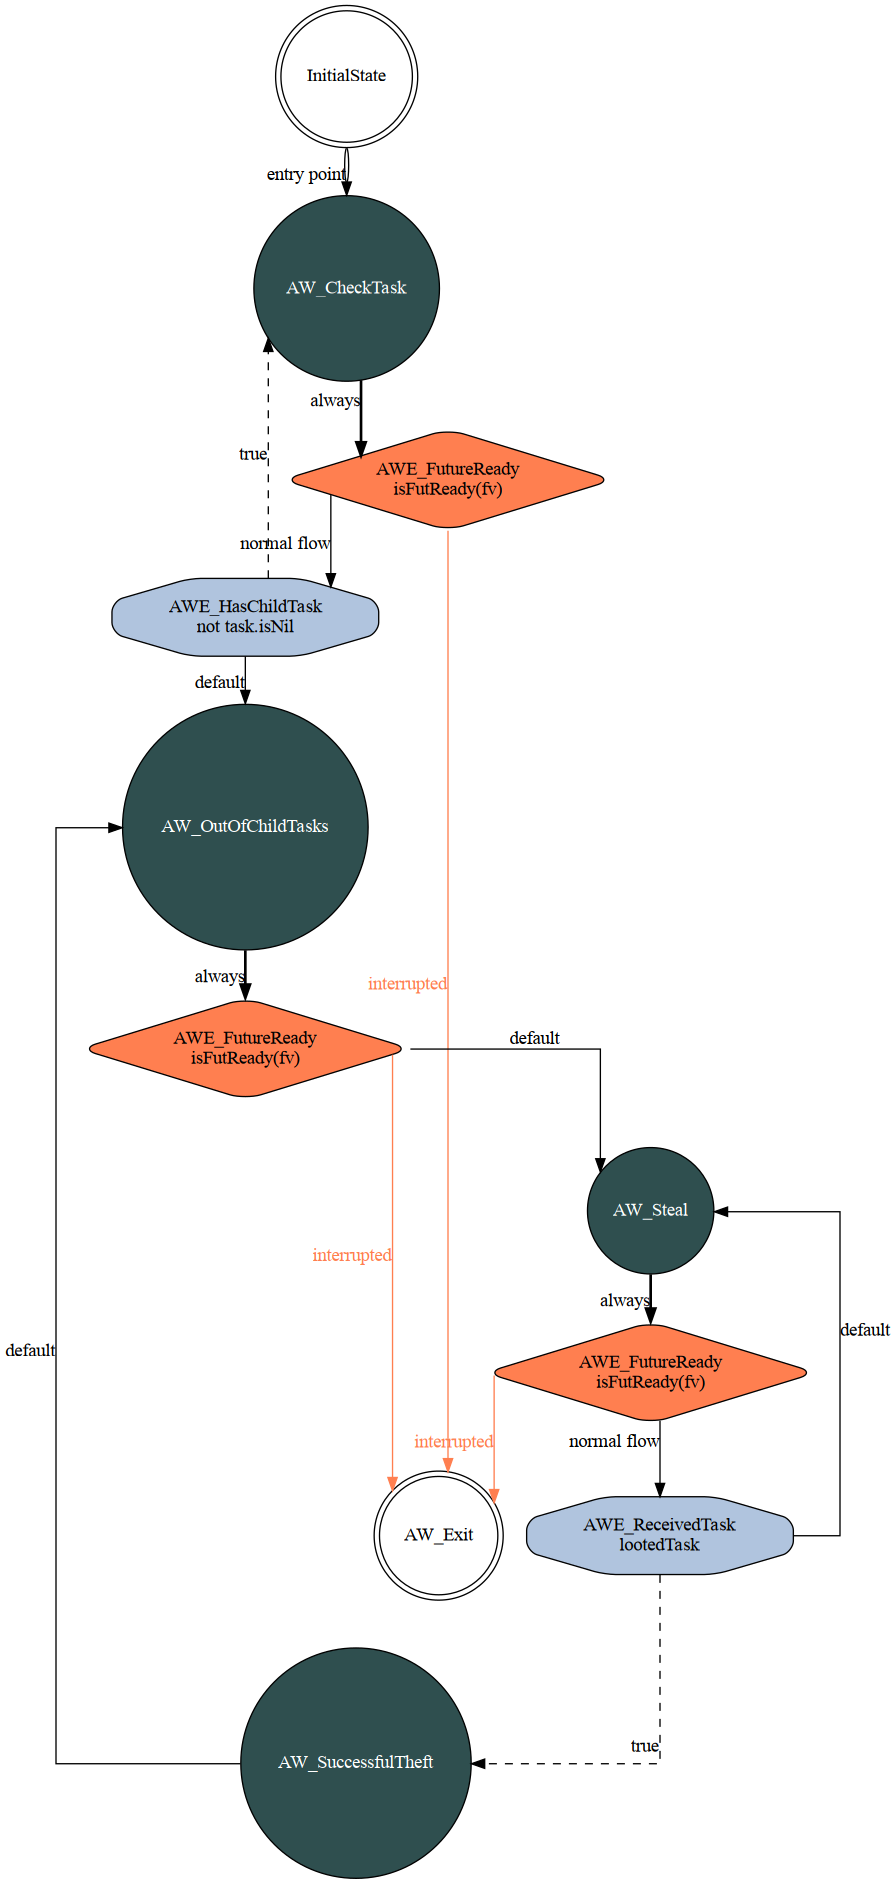 InitialState
entry point
AW_CheckTask
always
AWE_FutureReady
isFutReady(fv)
true
normal flow
AWE_HasChildTask
not task.isNil
default
AW_OutOfChildTasks
always
interrupted
AWE_FutureReady
isFutReady(fv)
default
AW_Steal
interrupted
always
default
default
AWE_FutureReady
isFutReady(fv)
interrupted
normal flow
AW_Exit
AWE_ReceivedTask
lootedTask
true
AW_SuccessfulTheft